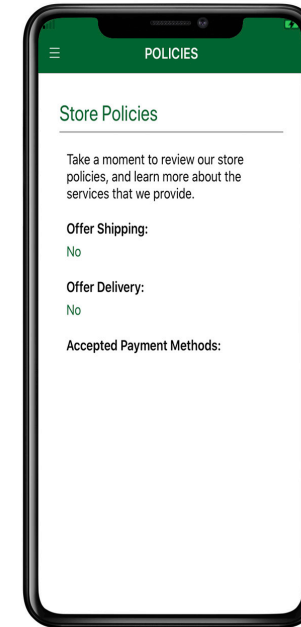 POLICIES
Store Policies
Take a moment to review our store
policies, and learn more about the
services that we provide.
Offer Shipping:
No
Offer Delivery:
No
Accepted Payment Methods: